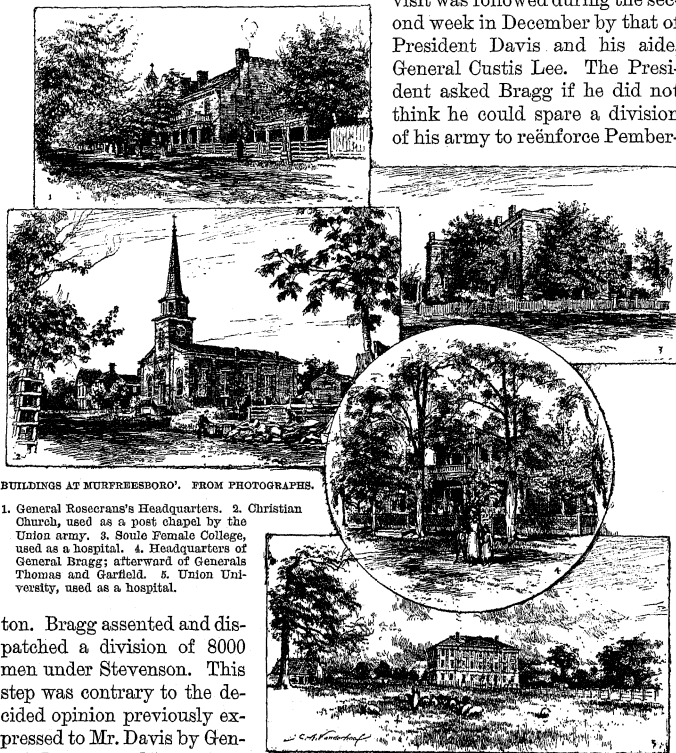 visit was followed during the sec-
ond week in December by that of
President Davis and his aide,
General Custis Lee. The Presi-
dent asked Bragg if he did not
think he could spare a division
of his army to reënforce Pember-
1
2
3
4
5
BUILDINGS AT MURFREESBORO'. FROM PHOTOGRAPHS.
1. General Rosecrans's Headquarters. 2. Christian
Church, used as a post chapel by the
Union army. 3. Soule Female College,
used as a hospital. 4. Headquarters of
General Bragg; afterward of Generals
Thomas and Garfield. 5. Union Uni-
versity, used as a hospital.
ton. Bragg assented and dis-
patched a division of 8000
men under Stevenson. This
step was contrary to the de-
cided opinion previously ex-
pressed to Mr. Davis by Gen-